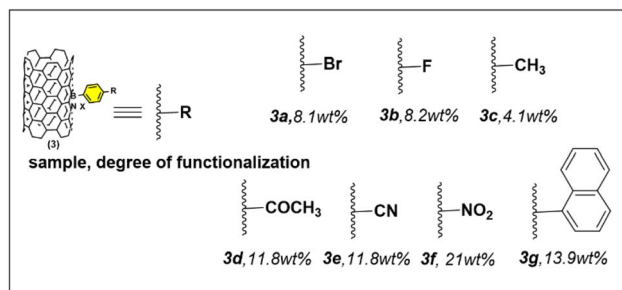 B
R
N X
(3)
R
sample, degree of functionalization
Br
F
CH₃
3a,8.1wt%
3b,8.2wt%
3c,4.1wt%
COCH₃
CN
NO₂
3d,11.8wt%
3e,11.8wt%
3f, 21wt%
3g,13.9wt%